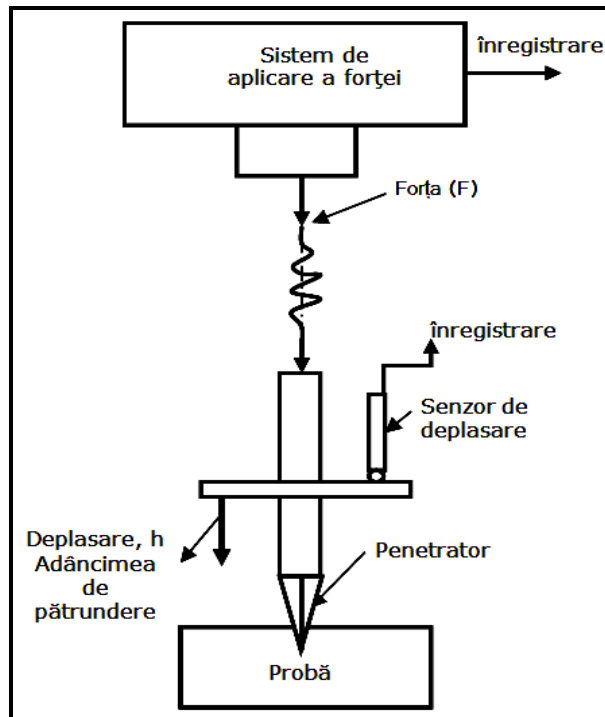 Sistem de
aplicare a forţei
înregistrare
Forţa (F)
înregistrare
Senzor de
deplasare
Deplasare, h
Adâncimea
de
pătrundere
Penetrator
Probă